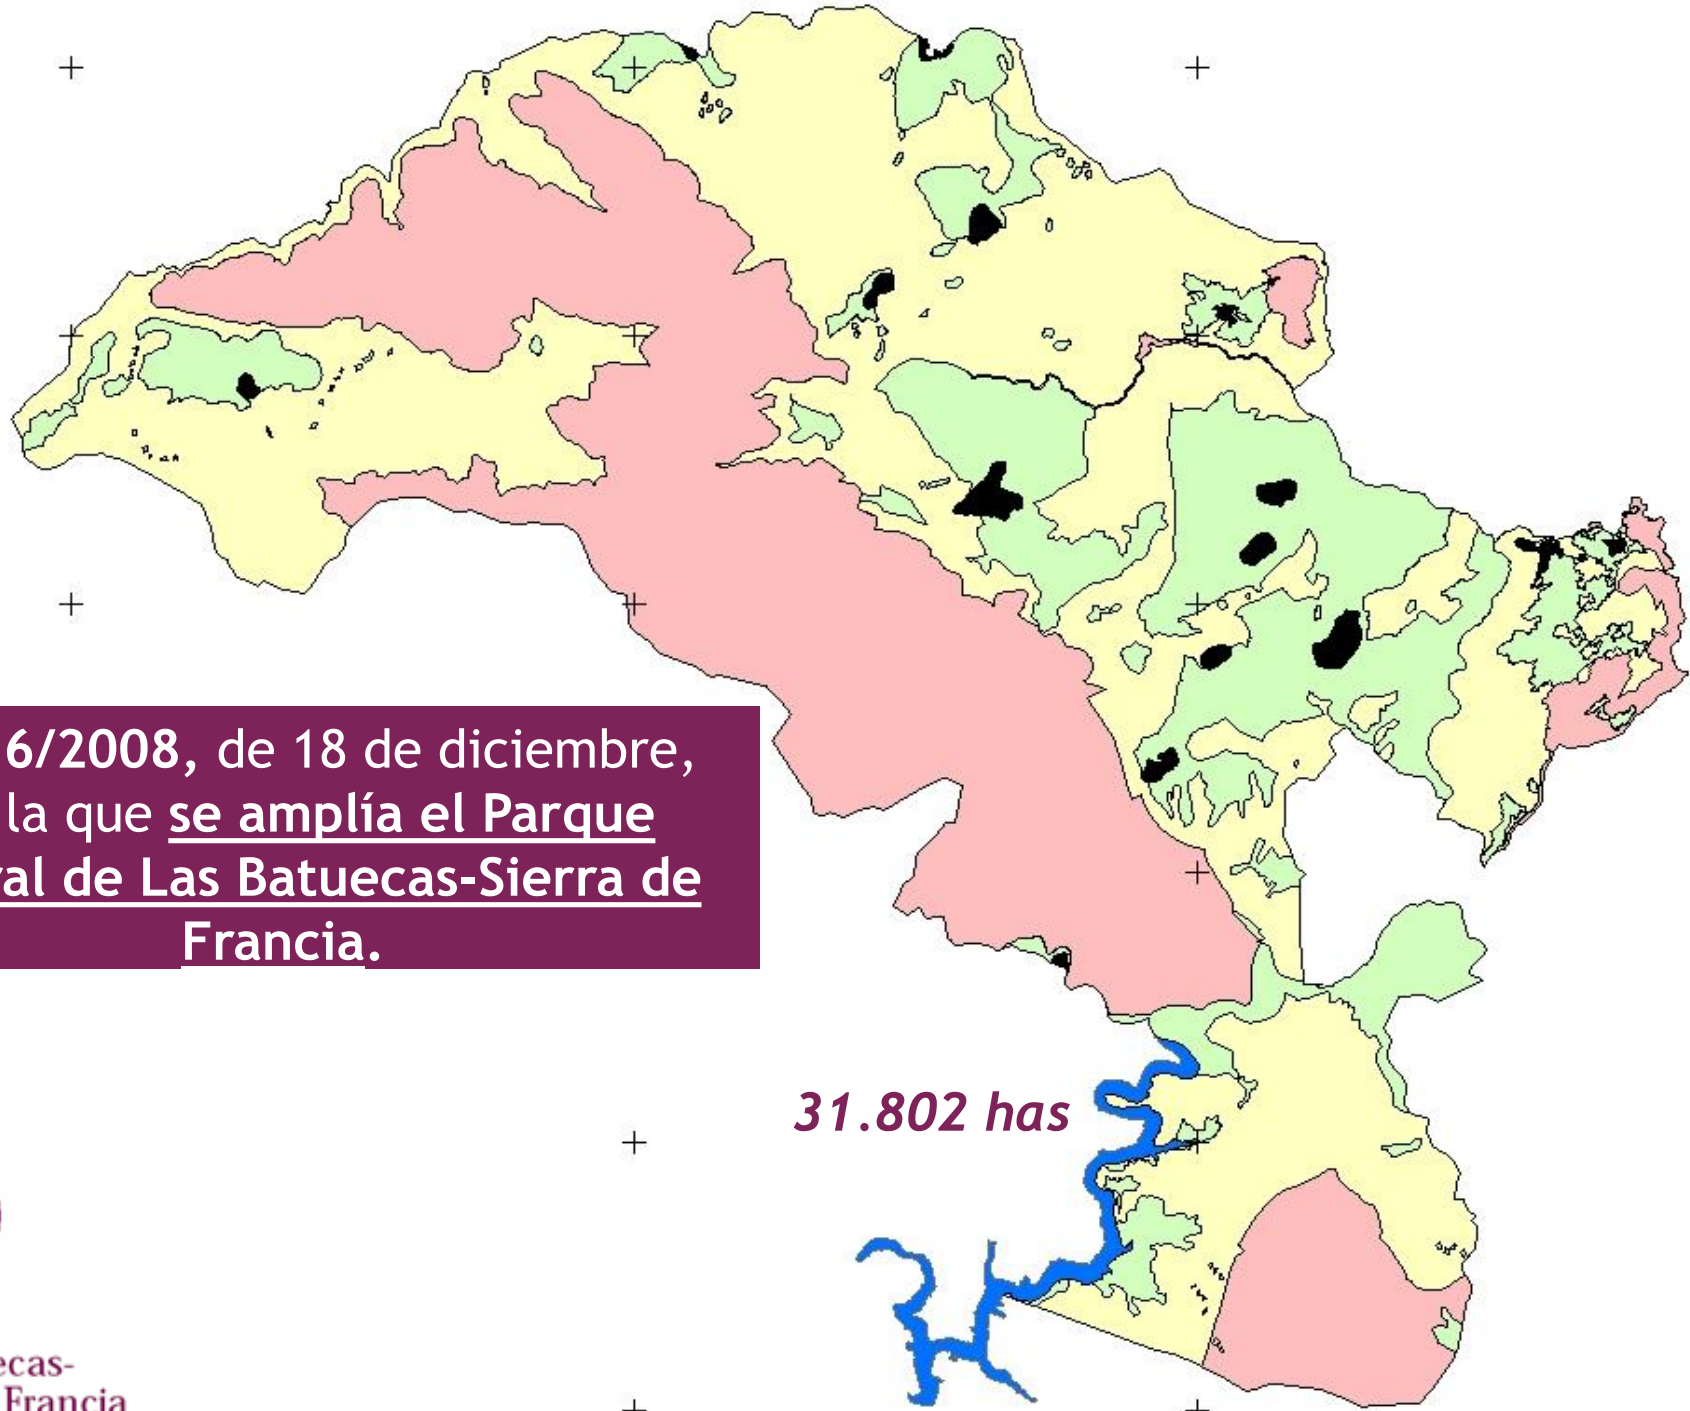 6/2008, de 18 de diciembre,
la que se amplía el Parque
ral de Las Batuecas-Sierra de
Francia.
31.802 has
ecas-
Francia